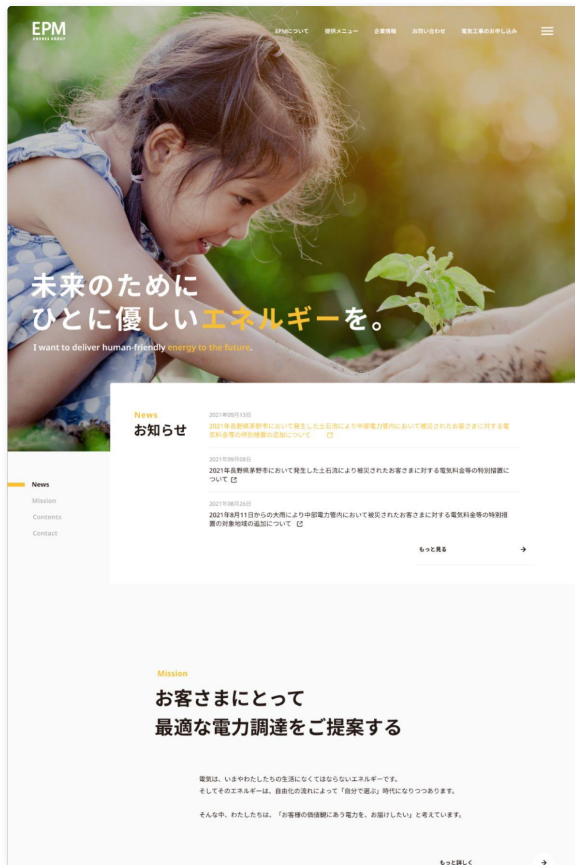 EPM
EPMについて 提供メニュー 企業情報 お問い合わせ 電気工事のお申し込み
未来のために
ひとに優しいエネルギーを。
I want to deliver human-friendly energy to the future.
News
お知らせ
2021年09月13日
2021年長野県茅野市において発生した土石流により中部電力管内において被災されたお客さまに対する電
気料金等の特別措置の追加について
2021年09月08日
2021年長野県茅野市において発生した土石流により被災されたお客さまに対する電気料金等の特別措置に
ついて
2021年08月26日
2021年8月11日からの大雨により中部電力管内において被災されたお客さまに対する電気料金等の特別措
置の対象地域の追加について
もっと見る
News
Mission
Contents
Contact
Mission
お客さまにとって
最適な電力調達をご提案する
電気は、いまやわたしたちの生活になくてはならないエネルギーです。
そしてそのエネルギーは、自由化の流れによって「自分で選ぶ」時代になりつつあります。
そんな中、わたしたちは、「お客様の価値観にあう電力を、お届けしたい」と考えています。
もっと詳しく